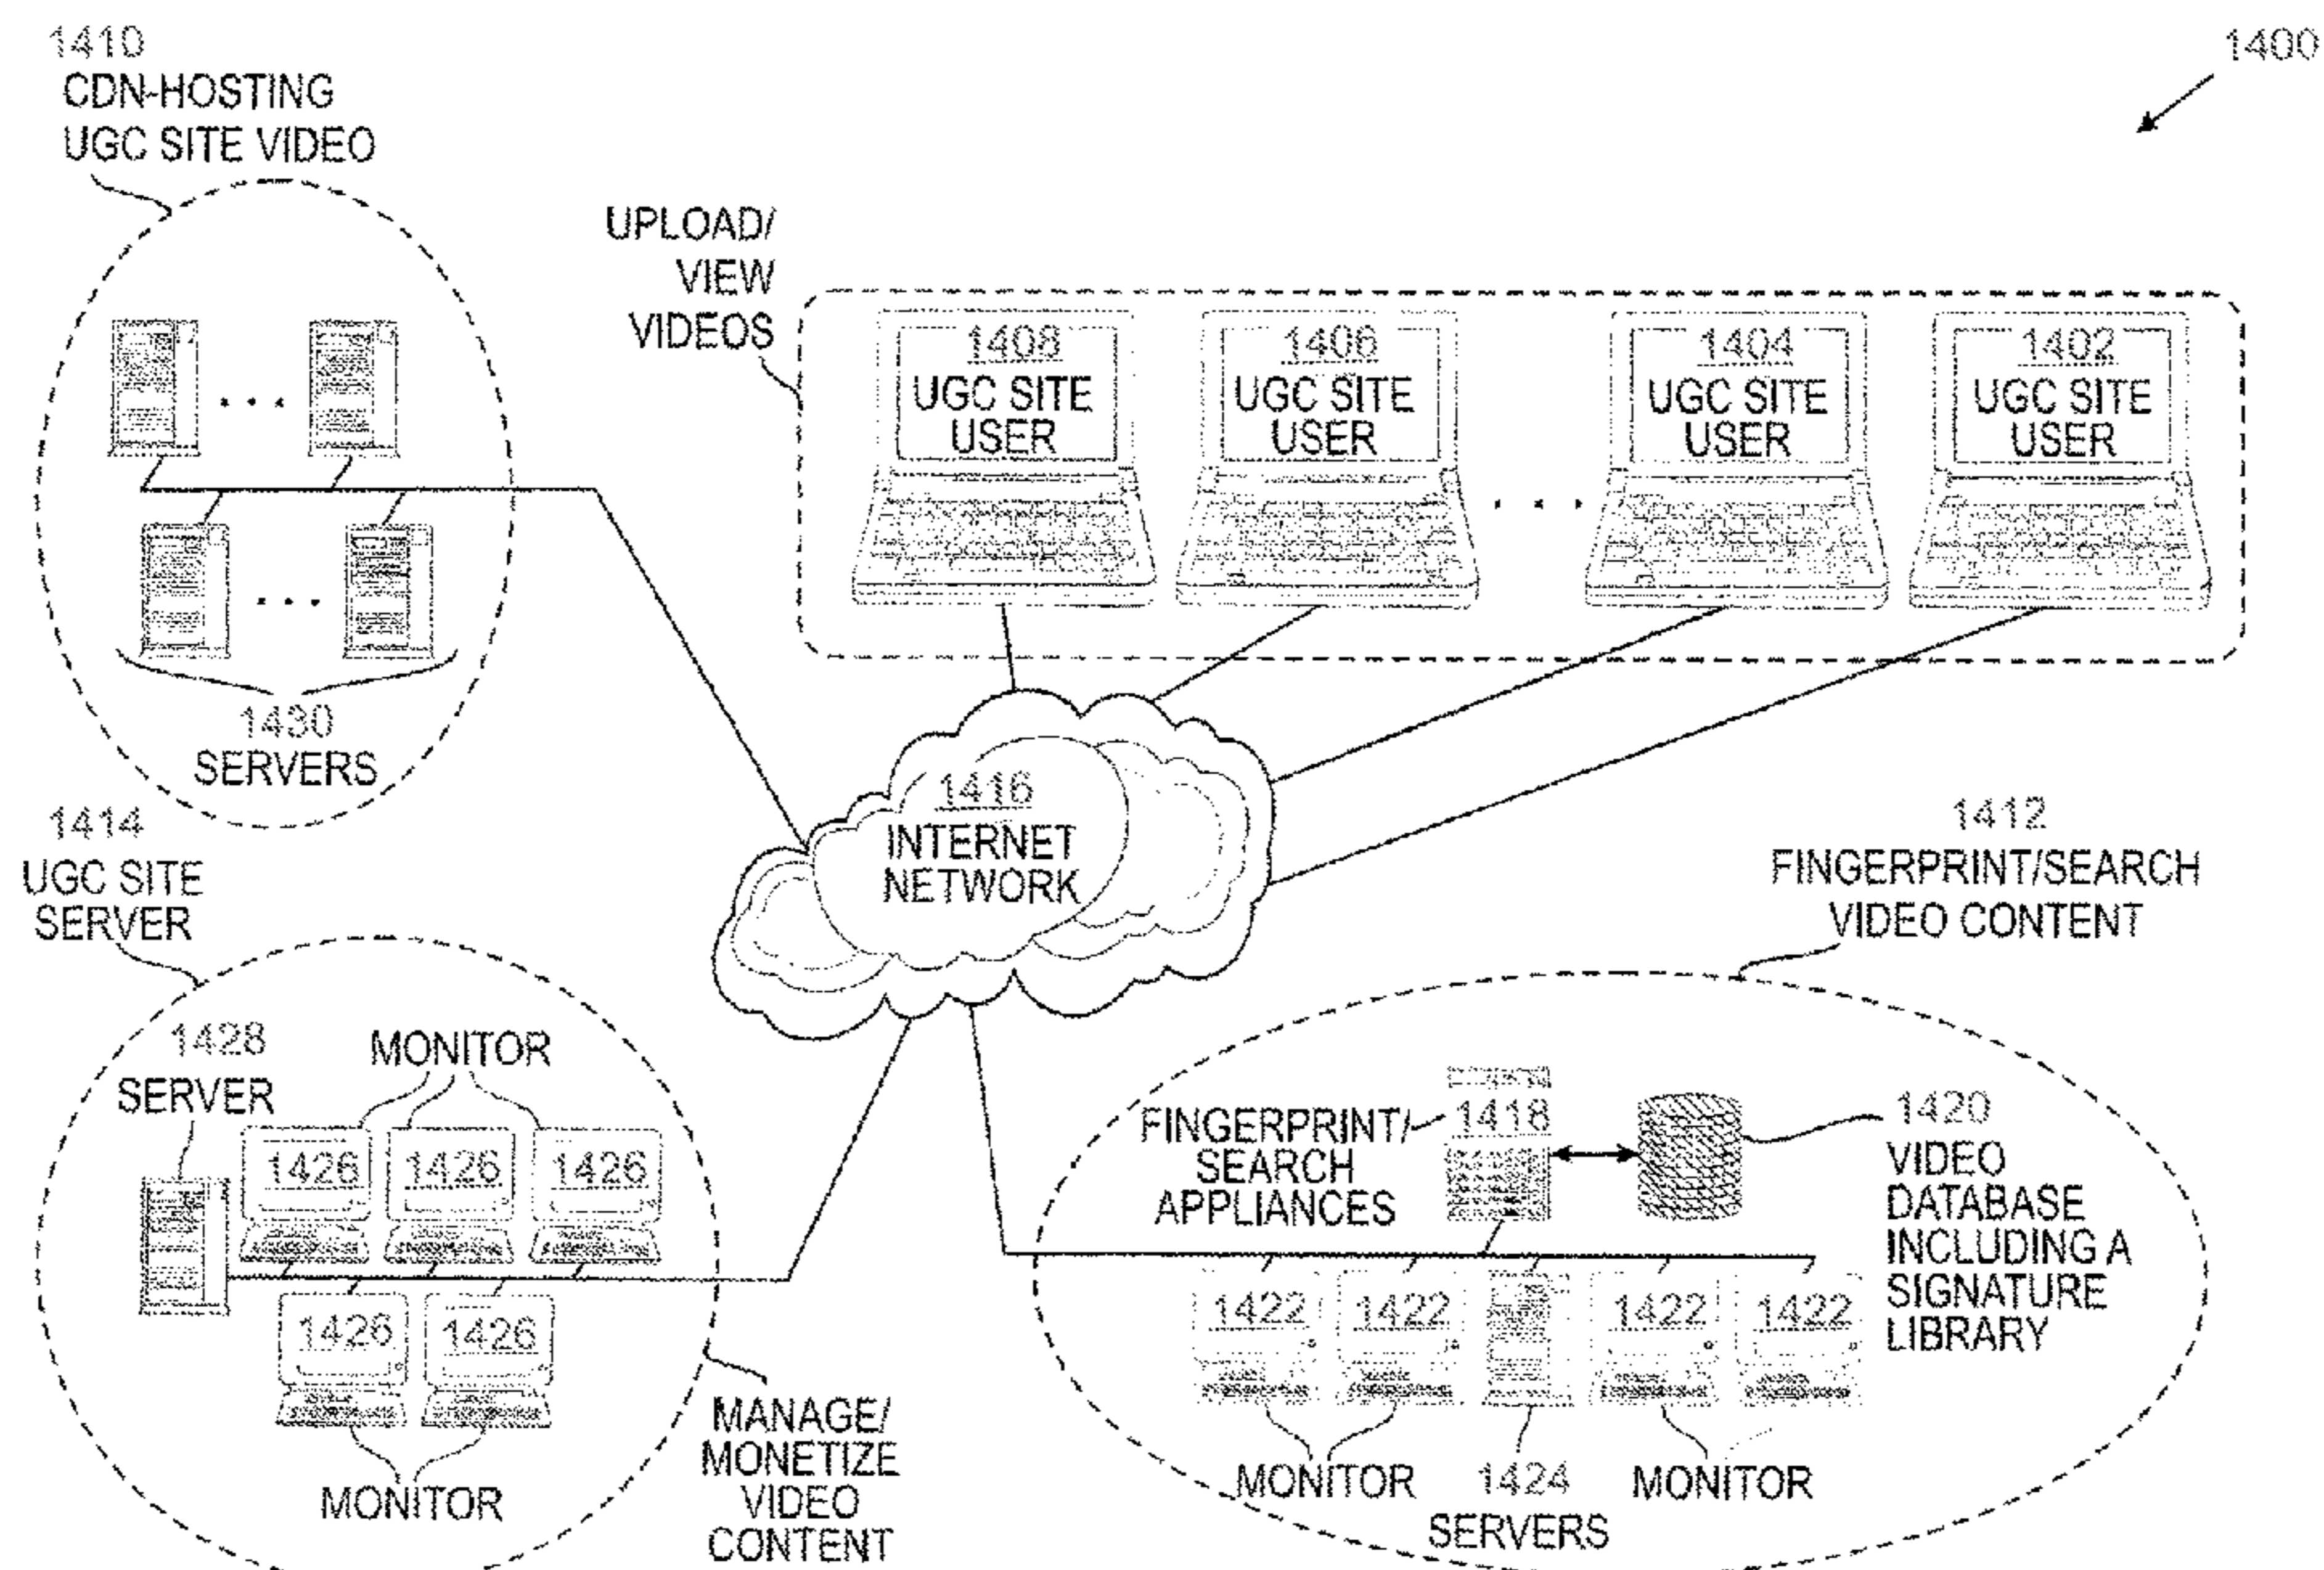 1410
CDN-HOSTING
UGC SITE VIDEO
1400
UPLOAD/
VIEW
VIDEOS
1408
UGC SITE
USER
1406
UGC SITE
USER
1404
UGC SITE
USER
1402
UGC SITE
USER
1430
SERVERS
1416
INTERNET
NETWORK
1414
UGC SITE
SERVER
1412
FINGERPRINT/SEARCH
VIDEO CONTENT
1428
SERVER
MONITOR
1426
1426
1426
1426
1426
MONITOR
MANAGE/
MONETIZE
VIDEO
CONTENT
FINGERPRINT/
SEARCH
APPLIANCES
1418
1420
VIDEO
DATABASE
INCLUDING A
SIGNATURE
LIBRARY
1422
1422
1422
1422
MONITOR
1424
SERVERS
MONITOR